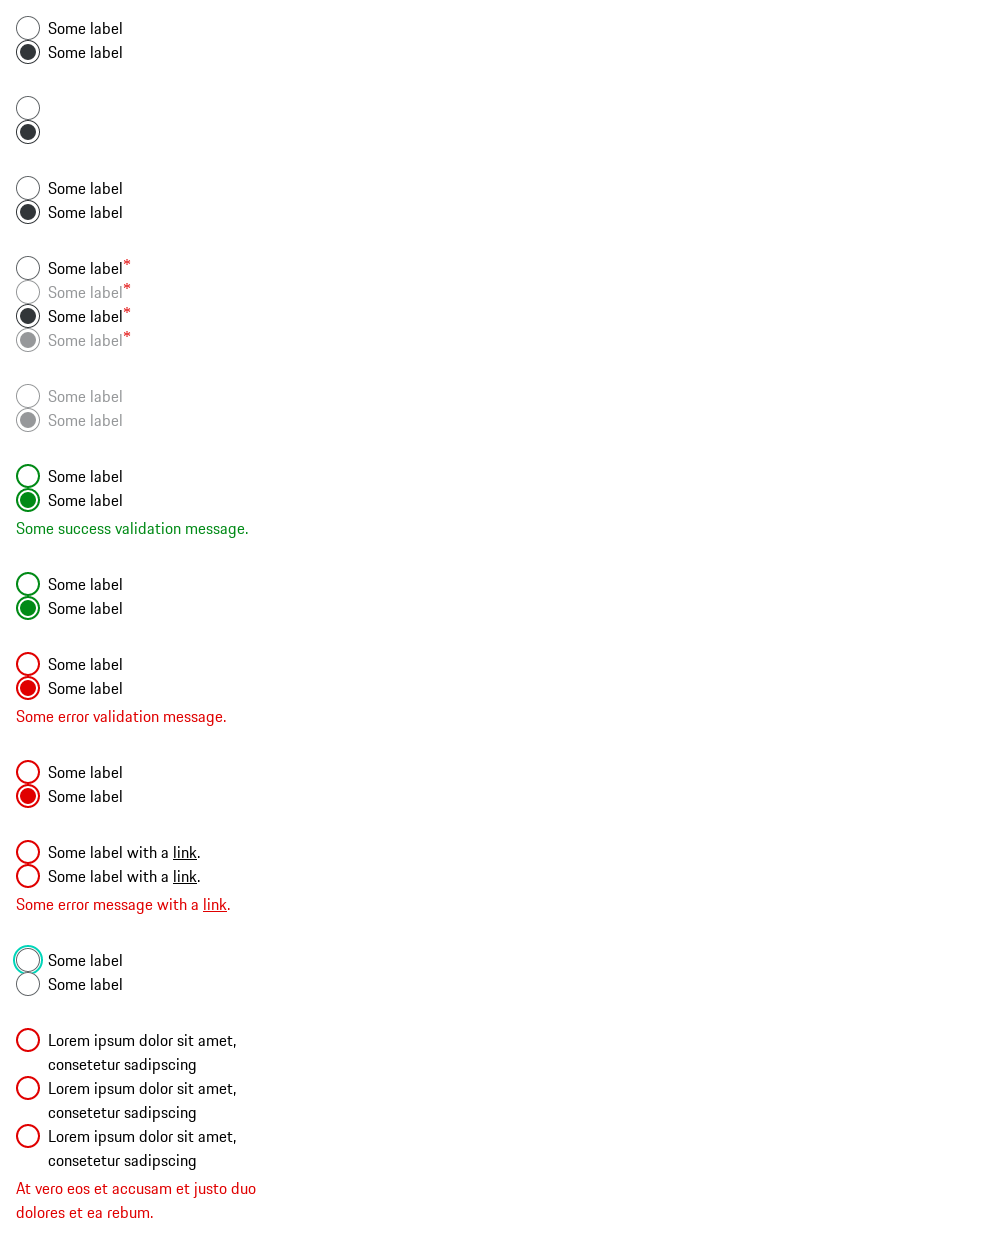 Some label
Some label
Some label
Some label
Some label*
Some label*
Some label*
Some label*
Some label
Some label
Some label
Some label
Some success validation message.
Some label
Some label
Some label
Some label
Some error validation message.
Some label
Some label
Some label with a link.
Some label with a link.
Some error message with a link.
Some label
Some label
Lorem ipsum dolor sit amet,
consetetur sadipscing
Lorem ipsum dolor sit amet,
consetetur sadipscing
Lorem ipsum dolor sit amet,
consetetur sadipscing
At vero eos et accusam et justo duo
dolores et ea rebum.